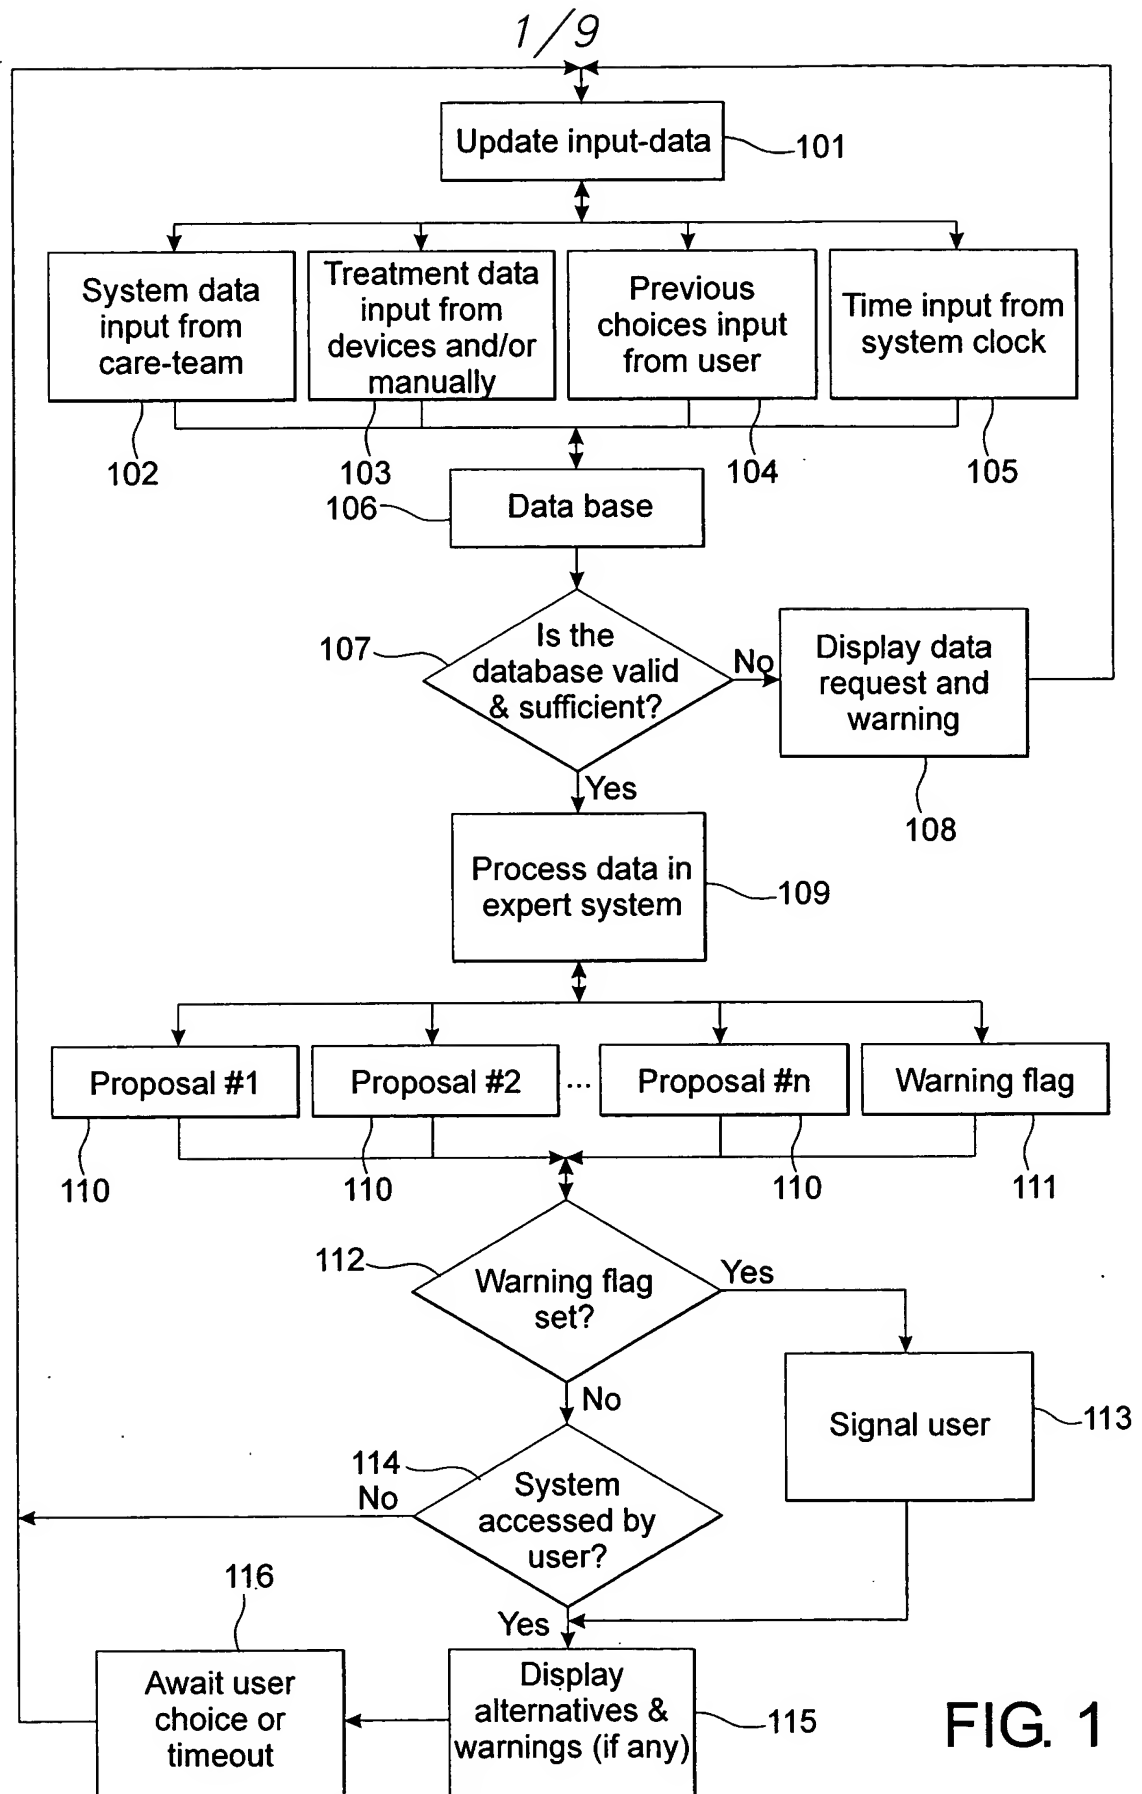 1/9
Update input-data
101
System data
input from
care-team
Treatment data
input from
devices and/or
manually
Previous
choices input
from user
Time input from
system clock
102
103
104
105
106
Data base
107
Is the
database valid
& sufficient?
No
Display data
request and
warning
108
Yes
Process data in
expert system
109
Proposal #1
Proposal #2
...
Proposal #n
Warning flag
110
110
110
111
112
Warning flag
set?
Yes
No
Signal user
113
114
System
accessed by
user?
No
Yes
116
Await user
choice or
timeout
Display
alternatives &
warnings (if any)
115
FIG. 1